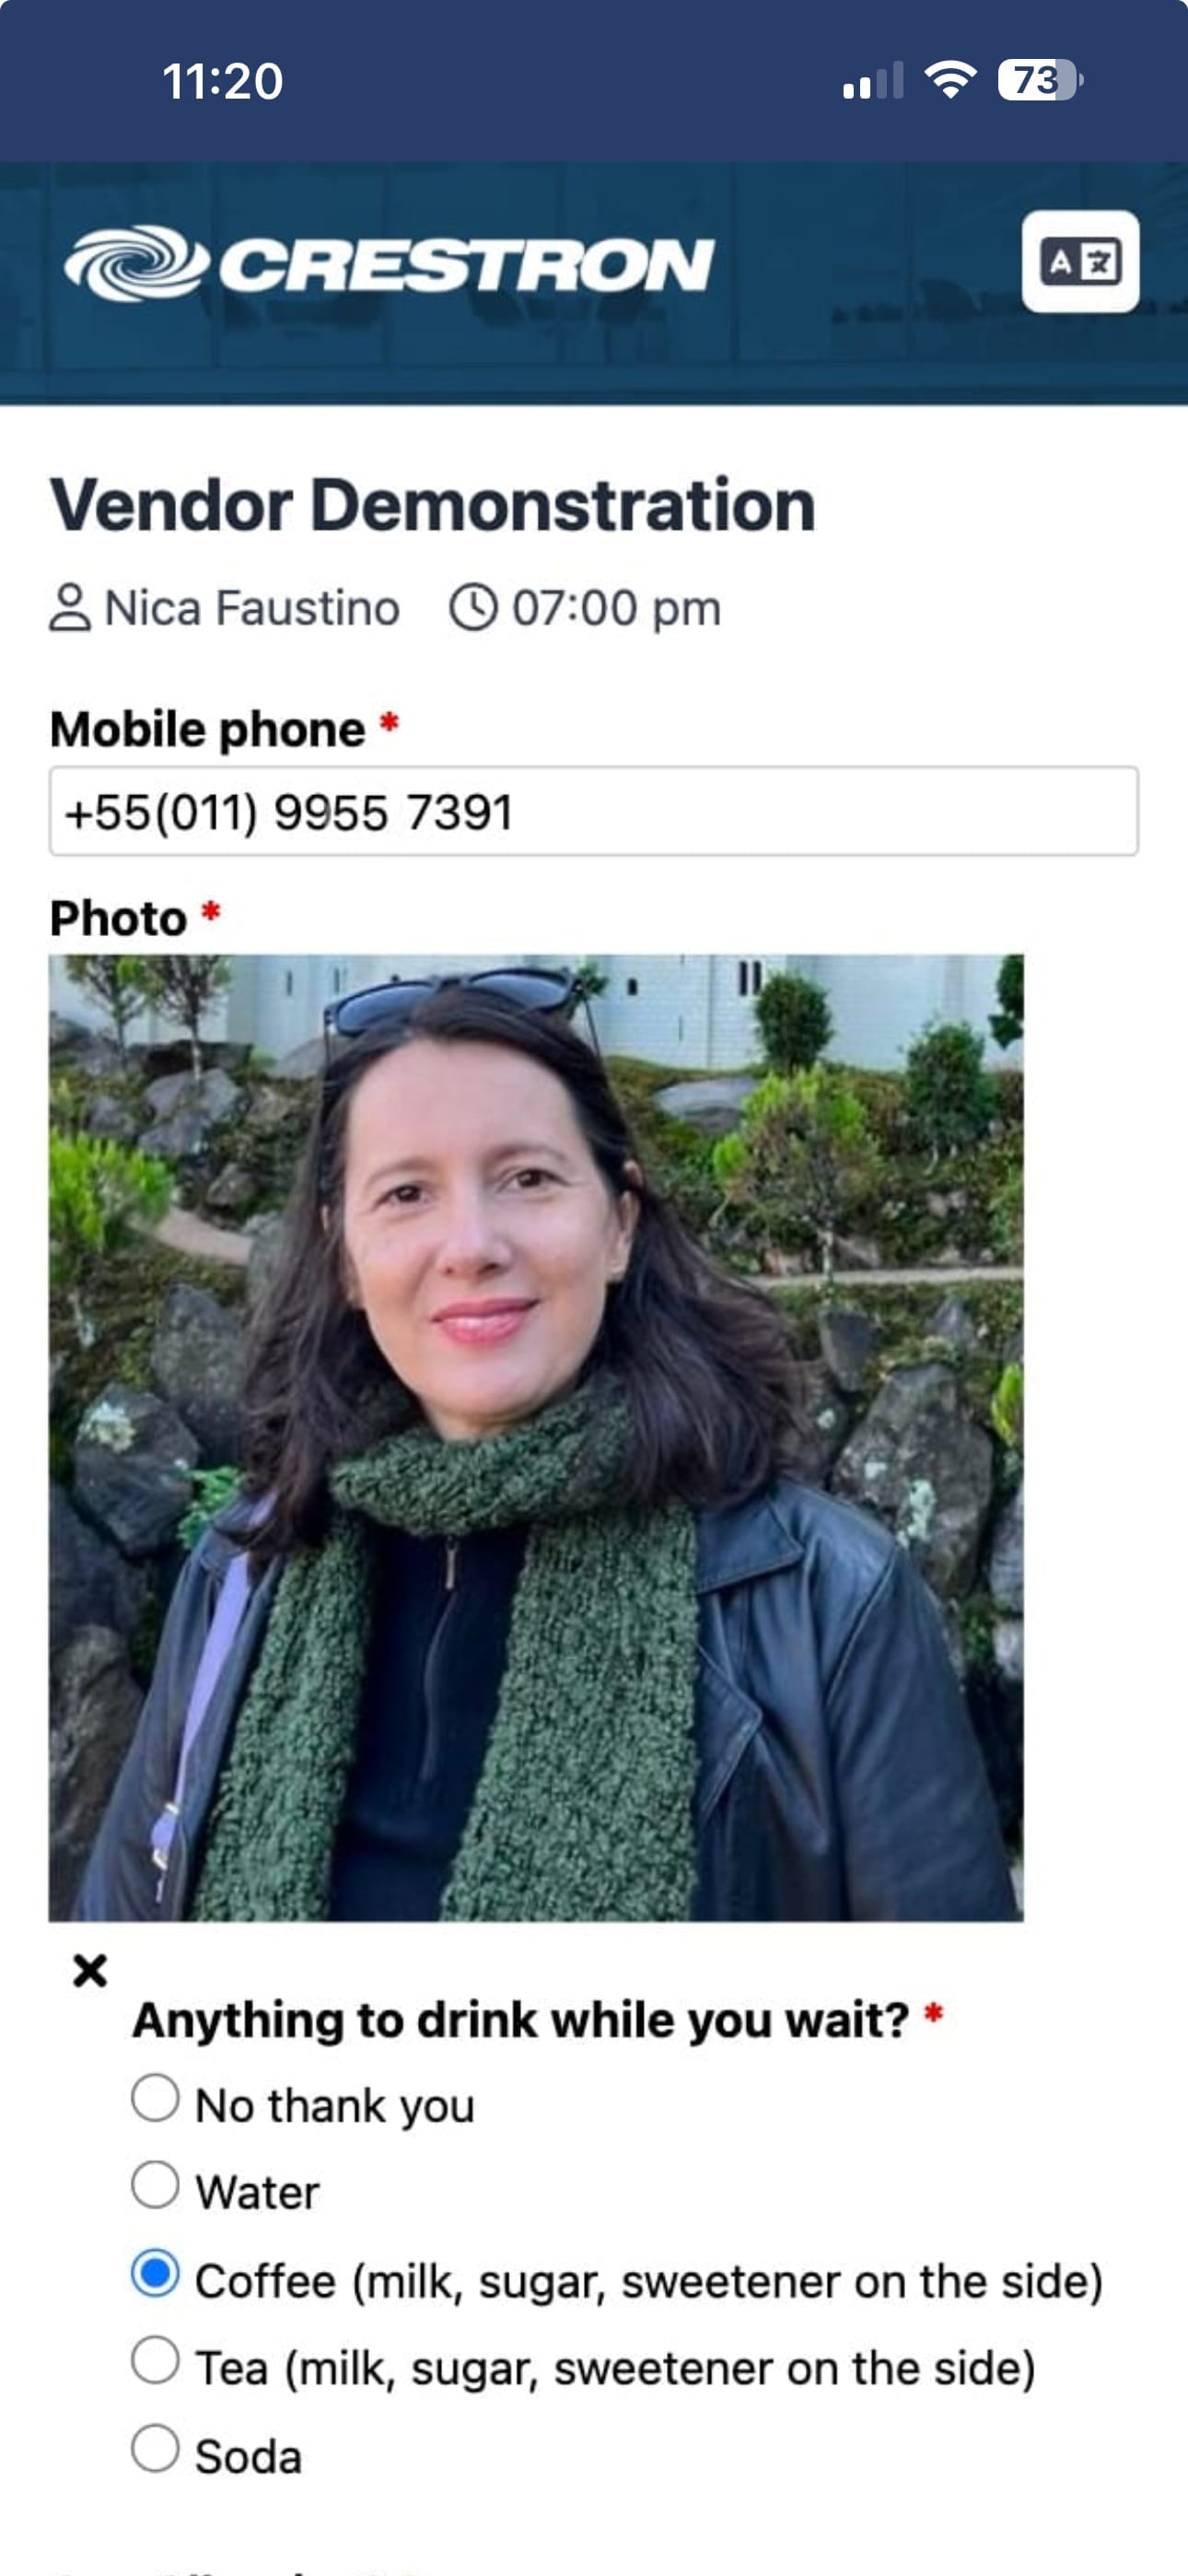 11:20
73
CRESTRON
A
Vendor Demonstration
Nica Faustino 07:00 pm
Mobile phone *
+55(011) 9955 7391
Photo *
Anything to drink while you wait? *
No thank you
Water
Coffee (milk, sugar, sweetener on the side)
Tea (milk, sugar, sweetener on the side)
Soda